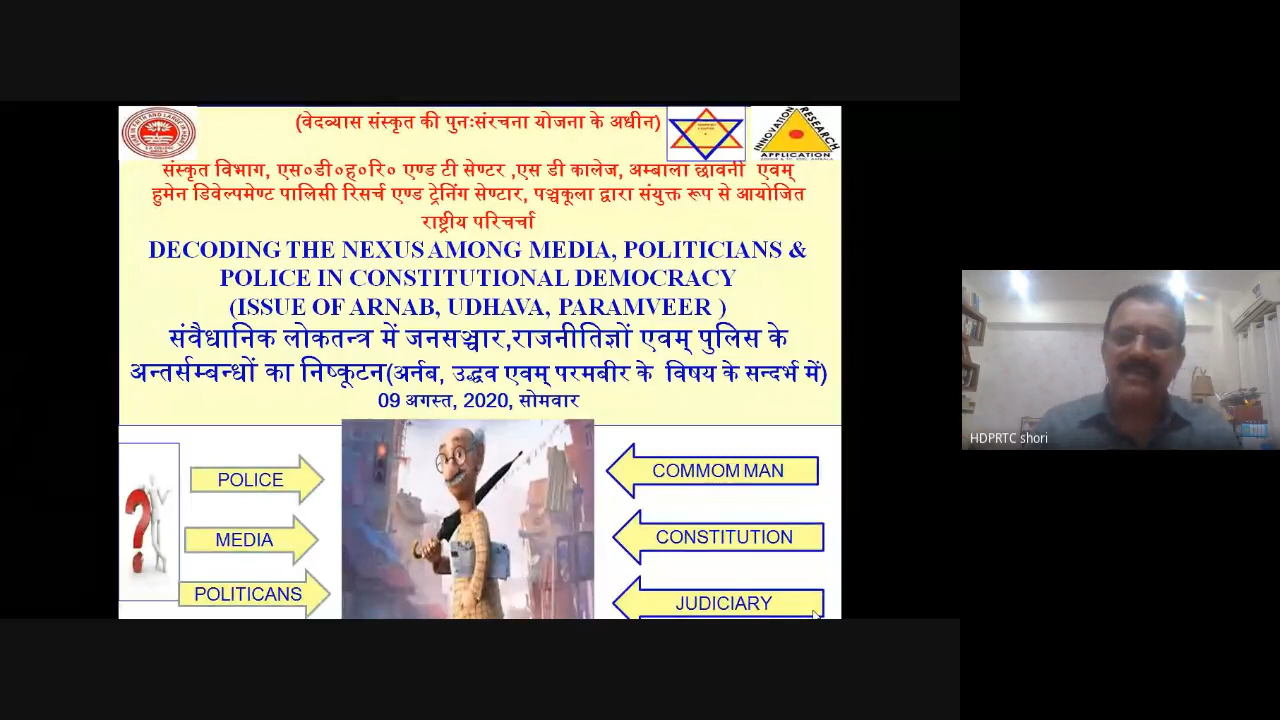 (वेदव्यास संस्कृत की पुनःसंरचना योजना के अधीन)
संस्कृत विभाग, एस०डी०ह०रि० एण्ड टी सेण्टर ,एस डी कालेज, अम्बाला छावनी एवम्
हुमेन डिवेल्पमेण्ट पालिसी रिसर्च एण्ड ट्रेनिंग सेण्टार, पञ्चकूला द्वारा संयुक्त रूप से आयोजित
राष्ट्रीय परिचर्चा
DECODING THE NEXUS AMONG MEDIA, POLITICIANS &
POLICE IN CONSTITUTIONAL DEMOCRACY
(ISSUE OF ARNAB, UDHAVA, PARAMVEER )
संवैधानिक लोकतन्त्र में जनसञ्चार,राजनीतिज्ञों एवम् पुलिस के
अन्तर्सम्बन्धों का निष्कूटन(अर्नब, उद्धव एवम् परमबीर के विषय के सन्दर्भ में)
09 अगस्त, 2020, सोमवार
INNOVATION
RESEARCH
APPLICATION
POLICE
MEDIA
POLITICANS
COMMOM MAN
CONSTITUTION
JUDICIARY
HDPRTC shori